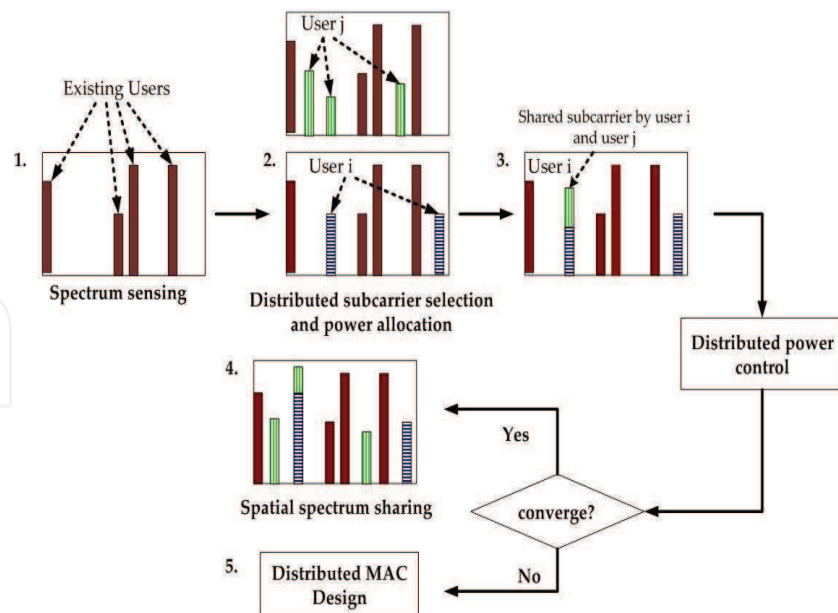 User j
Existing Users
1.
Spectrum sensing
2.
User i
Distributed subcarrier selection
and power allocation
Shared subcarrier by user i
and user j
3.
User i
Distributed power
control
4.
Spatial spectrum sharing
Yes
converge?
No
5.
Distributed MAC
Design